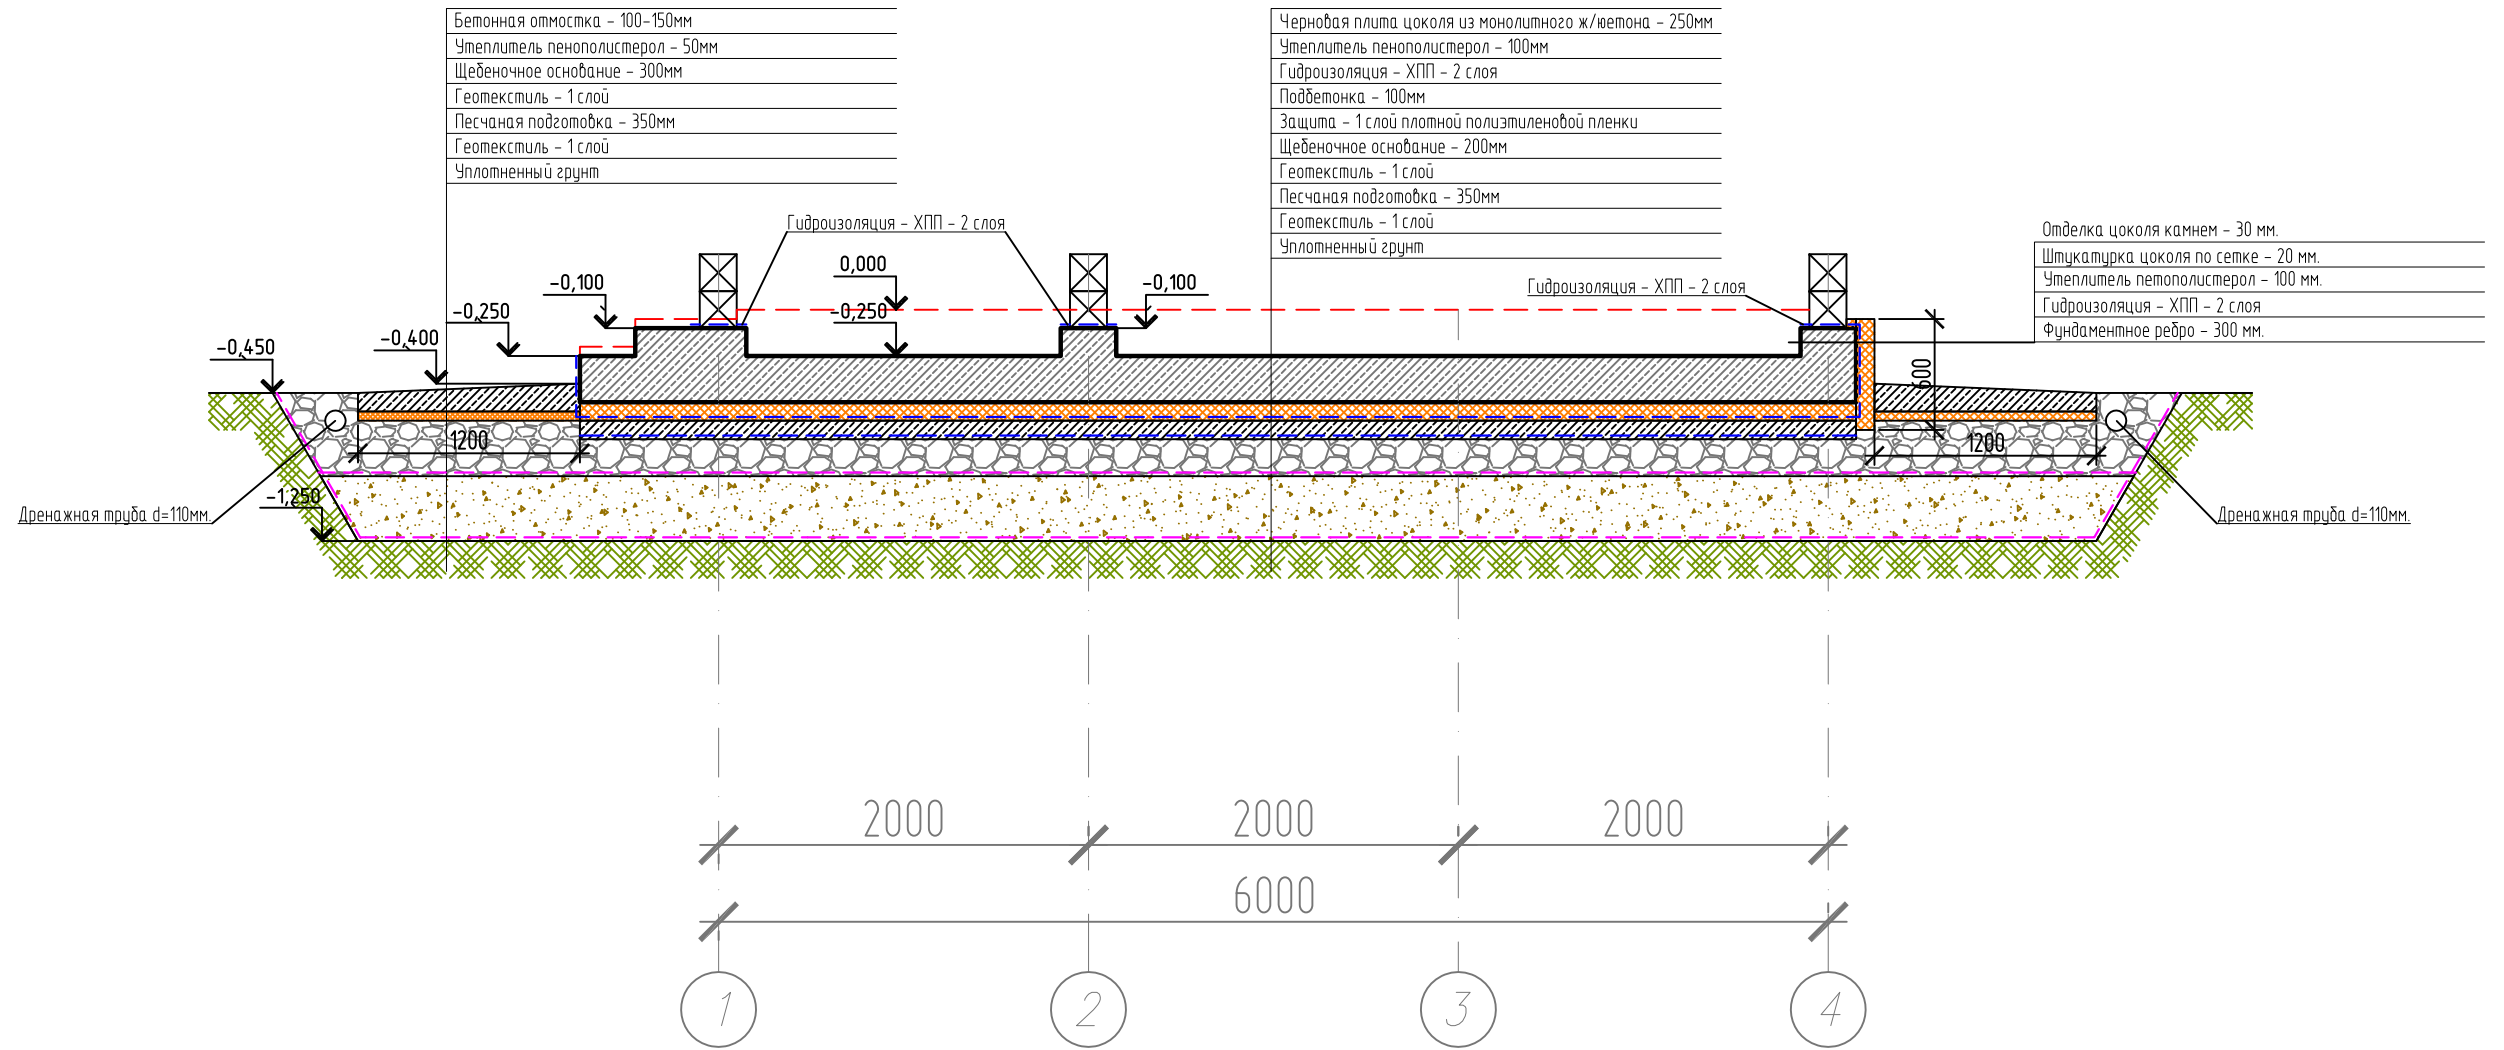 Бетонная отмостка – 100–150мм
Утеплитель пенополистерол – 50мм
Щебеночное основание – 300мм
Геотекстиль – 1 слой
Песчаная подготовка – 350мм
Геотекстиль – 1 слой
Уплотненный грунт
Черновая плита цоколя из монолитного ж/юетона – 250мм
Утеплитель пенополистерол – 100мм
Гидроизоляция – ХПП – 2 слоя
Подбетонка – 100мм
Защита – 1 слой плотной полиэтиленовой пленки
Щебеночное основание – 200мм
Геотекстиль – 1 слой
Песчаная подготовка – 350мм
Геотекстиль – 1 слой
Уплотненный грунт
Отделка цоколя камнем – 30 мм.
Штукатурка цоколя по сетке – 20 мм.
Утеплитель петополистерол – 100 мм.
Гидроизоляция – ХПП – 2 слоя
Фундаментное ребро – 300 мм.
Гидроизоляция – ХПП – 2 слоя
Гидроизоляция – ХПП – 2 слоя
0,000
–0,100
–0,100
–0,250
–0,250
–0,400
–0,450
600
1200
1200
–1,250
Дренажная труба d=110мм.
Дренажная труба d=110мм.
2000
2000
2000
6000
1
2
3
4